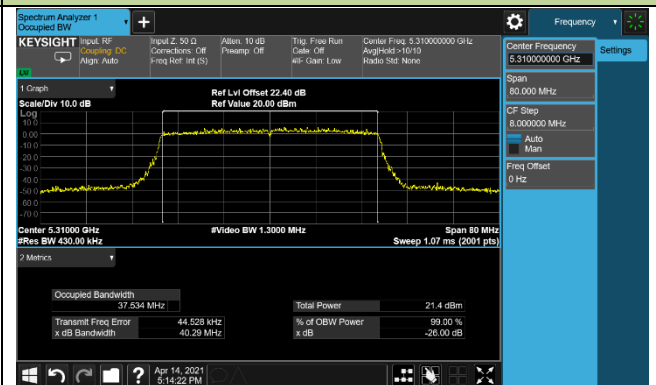 Spectrum Analyzer 1
Occupied BW
Frequency
KEYSIGHT
Input: RF
Coupling: DC
Align: Auto
Input Z: 50 Ω
Corrections: Off
Freq Ref: Int (S)
Atten: 10 dB
Preamp: Off
Trig: Free Run
Gate: Off
#IF Gain: Low
Center Freq: 5.310000000 GHz
Avg|Hold:>10/10
Radio Std: None
Center Frequency
5.310000000 GHz
Settings
Span
80.000 MHz
CF Step
8.000000 MHz
Auto
Man
Freq Offset
0 Hz
1 Graph
Scale/Div 10.0 dB
Ref Lvl Offset 22.40 dB
Ref Value 20.00 dBm
Log
10.0
0.00
-10.0
-20.0
-30.0
-40.0
-50.0
-60.0
-70.0
Center 5.31000 GHz
#Res BW 430.00 kHz
#Video BW 1.3000 MHz
Span 80 MHz
Sweep 1.07 ms (2001 pts)
2 Metrics
Occupied Bandwidth
37.534 MHz
Total Power
21.4 dBm
Transmit Freq Error
44.528 kHz
% of OBW Power
99.00 %
x dB Bandwidth
40.29 MHz
x dB
-26.00 dB
Apr 14, 2021
5:14:22 PM